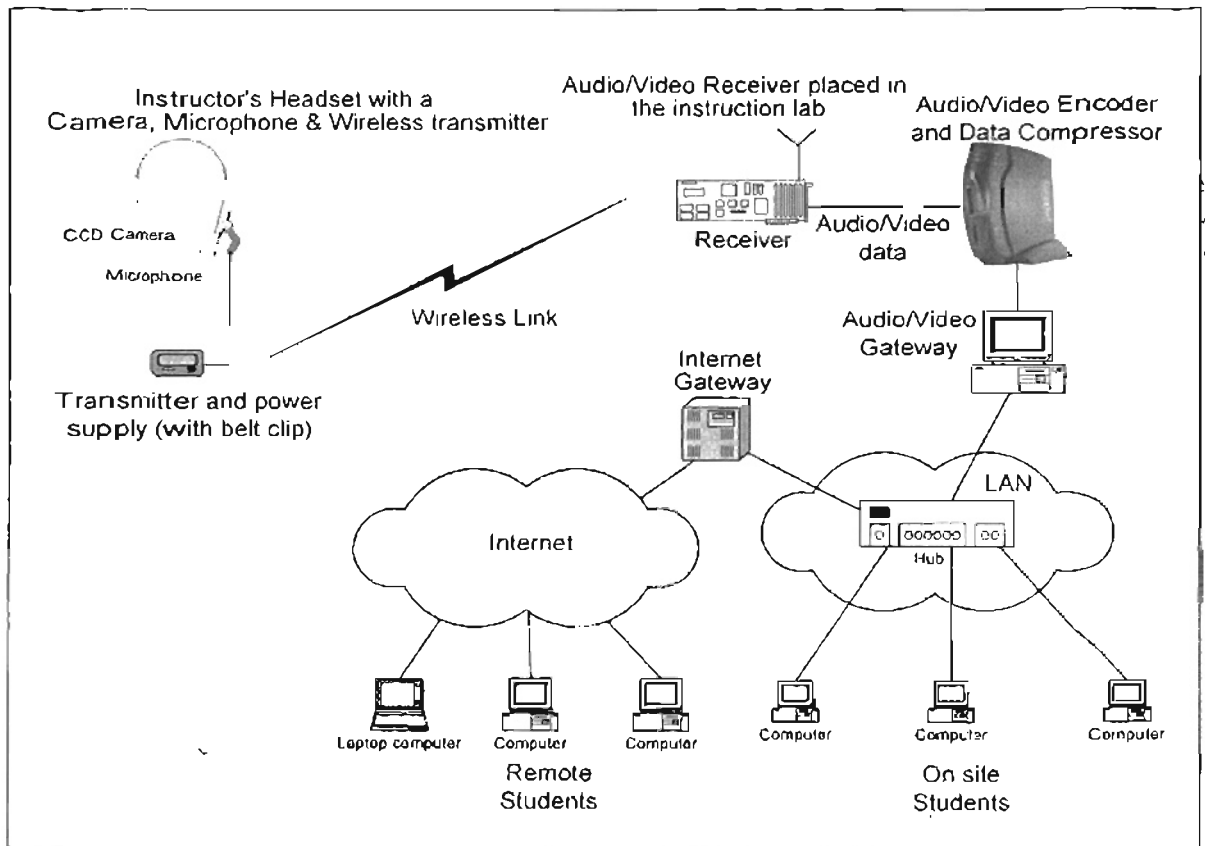 Instructor's Headset with a
Camera, Microphone & Wireless transmitter
Audio/Video Receiver placed in
the instruction lab
Audio/Video Encoder
and Data Compressor
CCD Camera
Microphone
Receiver
Audio/Video
data
Wireless Link
Audio/Video
Gateway
Internet
Gateway
Transmitter and power
supply (with belt clip)
LAN
Internet
Hub
Laptop computer
Computer
Computer
Computer
Computer
Computer
Remote
Students
On site
Students